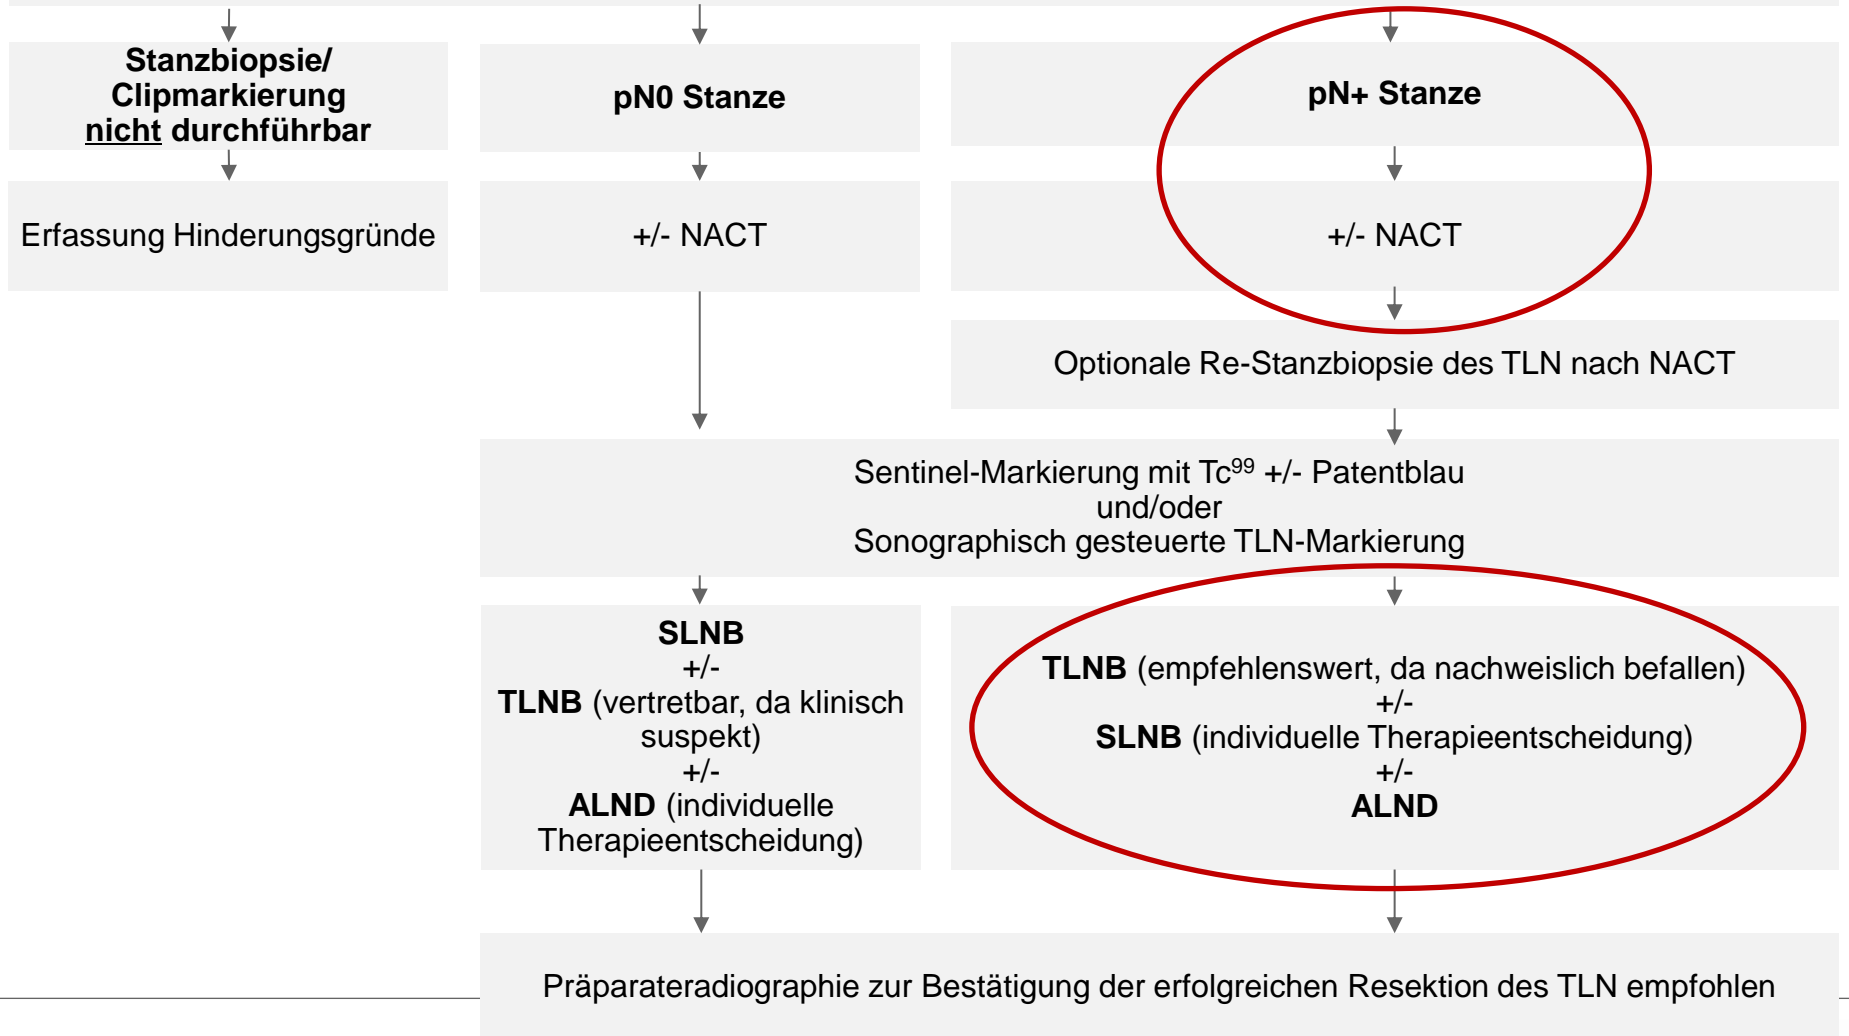 Stanzbiopsie/
Clipmarkierung
nicht durchführbar
Erfassung Hinderungsgründe
pN0 Stanze
+/- NACT
pN+ Stanze
+/- NACT
Optionale Re-Stanzbiopsie des TLN nach NACT
Sentinel-Markierung mit Tc⁹⁹ +/- Patentblau
und/oder
Sonographisch gesteuerte TLN-Markierung
SLNB
+/-
TLNB (vertretbar, da klinisch
suspekt)
+/-
ALND (individuelle
Therapieentscheidung)
TLNB (empfehlenswert, da nachweislich befallen)
+/-
SLNB (individuelle Therapieentscheidung)
+/-
ALND
Präparateradiographie zur Bestätigung der erfolgreichen Resektion des TLN empfohlen